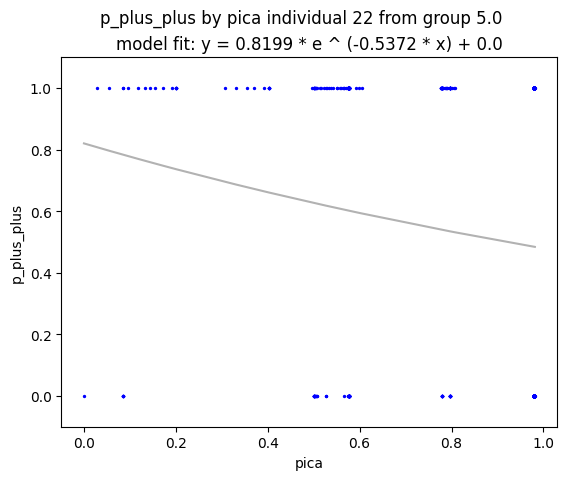 p_plus_plus by pica individual 22 from group 5.0
model fit: y = 0.8199 * e ^ (-0.5372 * x) + 0.0
p_plus_plus
1.0
0.8
0.6
0.4
0.2
0.0
0.0 0.2 0.4 0.6 0.8 1.0
pica